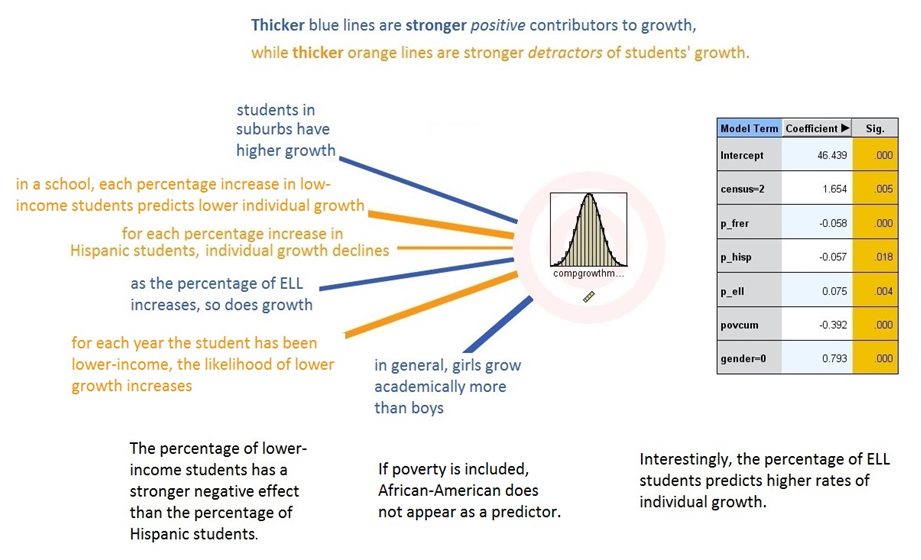 Thicker blue lines are stronger positive contributors to growth,
while thicker orange lines are stronger detractors of students' growth.
students in
suburbs have
higher growth
in a school, each percentage increase in low-
income students predicts lower individual growth
for each percentage increase in
Hispanic students, individual growth declines
as the percentage of ELL
increases, so does growth
for each year the student has been
lower-income, the likelihood of lower
growth increases
in general, girls grow
academically more
than boys
compgrowthm...
Model Term Coefficient ▶ Sig.
Intercept 46.439 .000
census=2 1.654 .005
p_frer -0.058 .000
p_hisp -0.057 .018
p_ell 0.075 .004
povcum -0.392 .000
gender=0 0.793 .000
The percentage of lower-
income students has a
stronger negative effect
than the percentage of
Hispanic students.
If poverty is included,
African-American does
not appear as a predictor.
Interestingly, the percentage of ELL
students predicts higher rates of
individual growth.